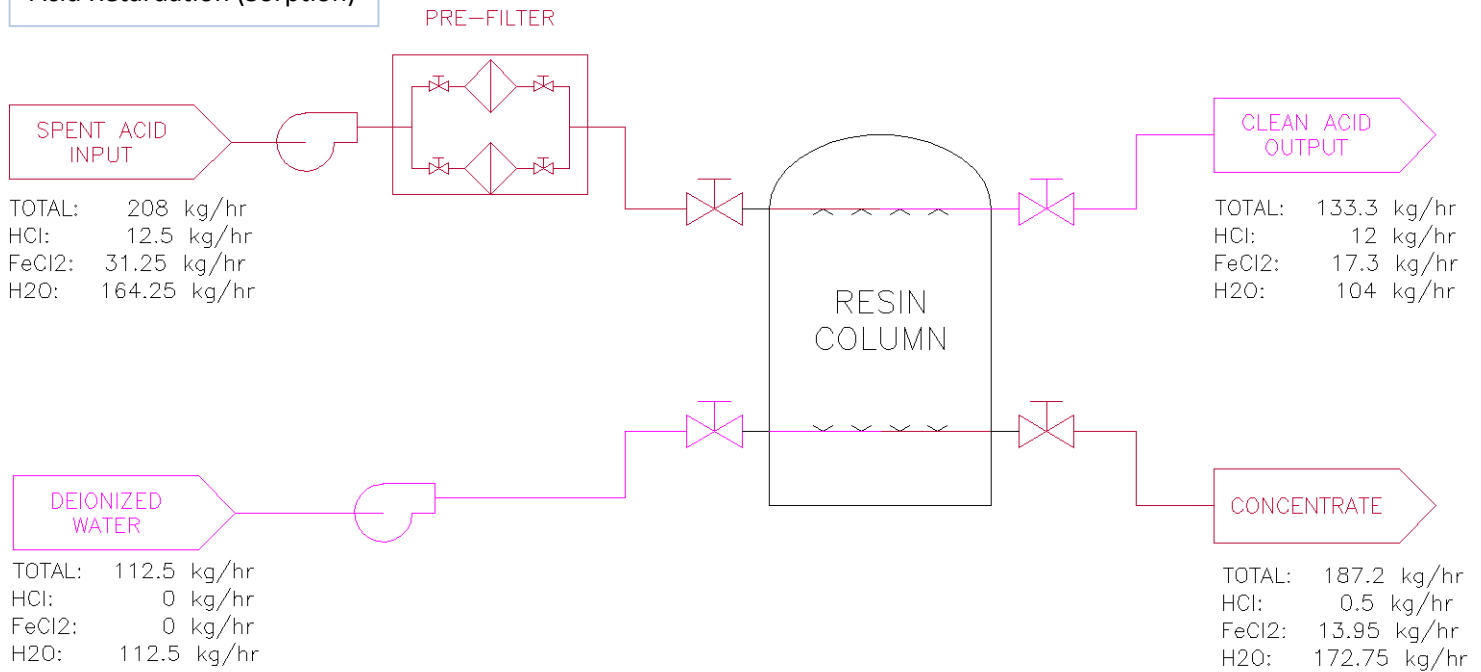 Acid Retardation (Sorption)
PRE-FILTER
SPENT ACID
INPUT
TOTAL: 208 kg/hr
HCl: 12.5 kg/hr
FeCl2: 31.25 kg/hr
H2O: 164.25 kg/hr
CLEAN ACID
OUTPUT
TOTAL: 133.3 kg/hr
HCl: 12 kg/hr
FeCl2: 17.3 kg/hr
H2O: 104 kg/hr
RESIN
COLUMN
DEIONIZED
WATER
TOTAL: 112.5 kg/hr
HCl: 0 kg/hr
FeCl2: 0 kg/hr
H2O: 112.5 kg/hr
CONCENTRATE
TOTAL: 187.2 kg/hr
HCl: 0.5 kg/hr
FeCl2: 13.95 kg/hr
H2O: 172.75 kg/hr